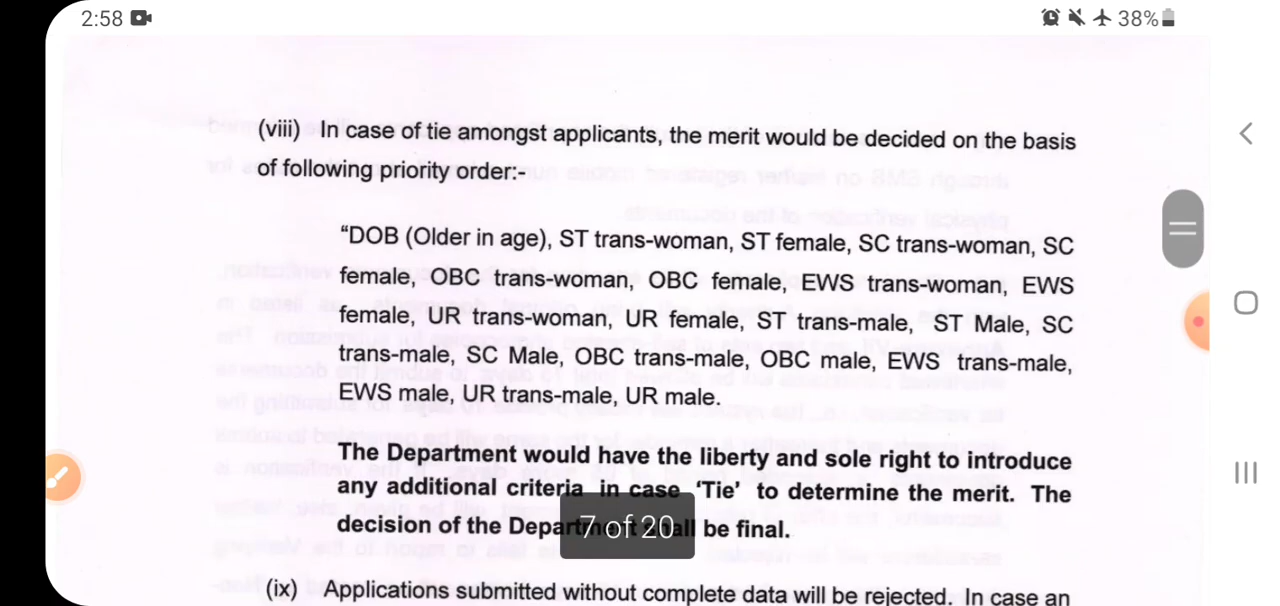 2:58
38%
(viii) In case of tie amongst applicants, the merit would be decided on the basis
of following priority order:-
“DOB (Older in age), ST trans-woman, ST female, SC trans-woman, SC
female, OBC trans-woman, OBC female, EWS trans-woman, EWS
female, UR trans-woman, UR female, ST trans-male, ST Male, SC
trans-male, SC Male, OBC trans-male, OBC male, EWS trans-male,
EWS male, UR trans-male, UR male.
The Department would have the liberty and sole right to introduce
any additional criteria in case ‘Tie’ to determine the merit. The
decision of the Department shall be final.
7 of 20
(ix) Applications submitted without complete data will be rejected. In case an